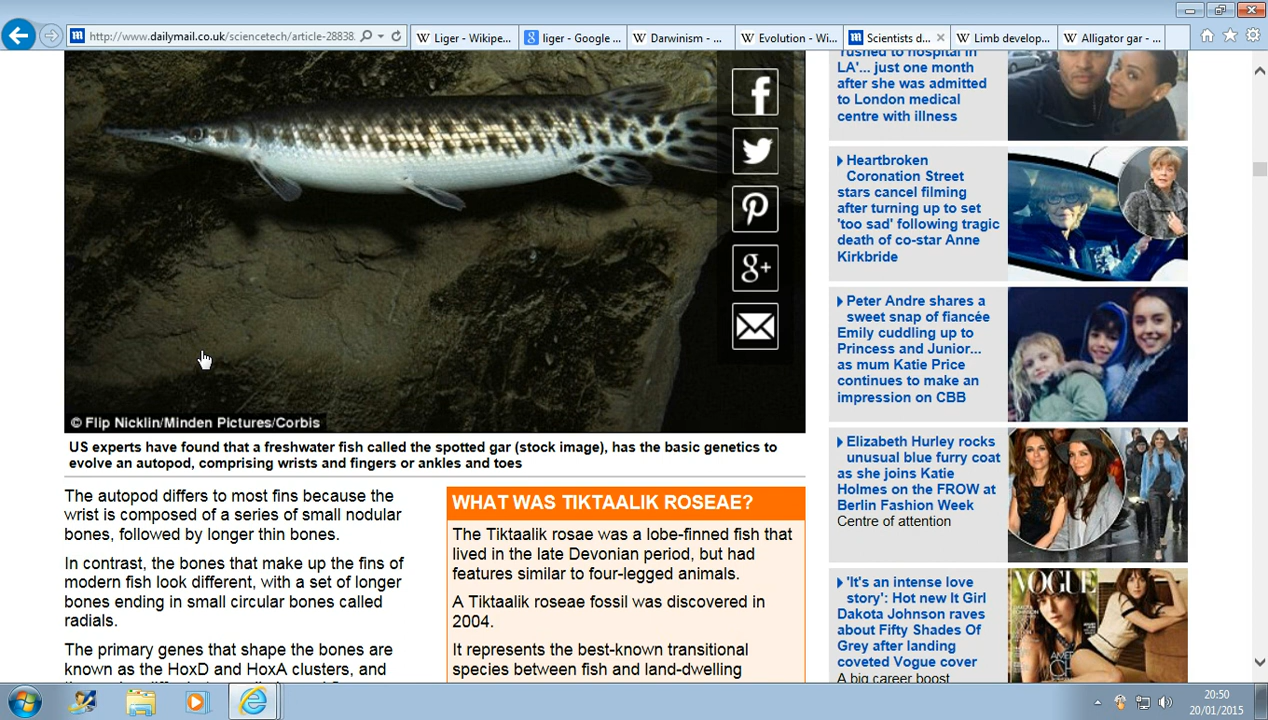 http://www.dailymail.co.uk/sciencetech/article-28838
Liger - Wikipe...
liger - Google ...
Darwinism - ...
Evolution - Wi...
Scientists d...
Limb develop...
Alligator gar - ...
© Flip Nicklin/Minden Pictures/Corbis
US experts have found that a freshwater fish called the spotted gar (stock image), has the basic genetics to
evolve an autopod, comprising wrists and fingers or ankles and toes
The autopod differs to most fins because the
wrist is composed of a series of small nodular
bones, followed by longer thin bones.
In contrast, the bones that make up the fins of
modern fish look different, with a set of longer
bones ending in small circular bones called
radials.
The primary genes that shape the bones are
known as the HoxD and HoxA clusters, and
WHAT WAS TIKTAALIK ROSEAE?
The Tiktaalik rosae was a lobe-finned fish that
lived in the late Devonian period, but had
features similar to four-legged animals.
A Tiktaalik roseae fossil was discovered in
2004.
It represents the best-known transitional
species between fish and land-dwelling
rushed to hospital in
LA'... just one month
after she was admitted
to London medical
centre with illness
Heartbroken
Coronation Street
stars cancel filming
after turning up to set
'too sad' following tragic
death of co-star Anne
Kirkbride
Peter Andre shares a
sweet snap of fiancée
Emily cuddling up to
Princess and Junior...
as mum Katie Price
continues to make an
impression on CBB
Elizabeth Hurley rocks
unusual blue furry coat
as she joins Katie
Holmes on the FROW at
Berlin Fashion Week
Centre of attention
'It's an intense love
story': Hot new It Girl
Dakota Johnson raves
about Fifty Shades Of
Grey after landing
coveted Vogue cover
A big career boost
VOGUE
20:50
20/01/2015